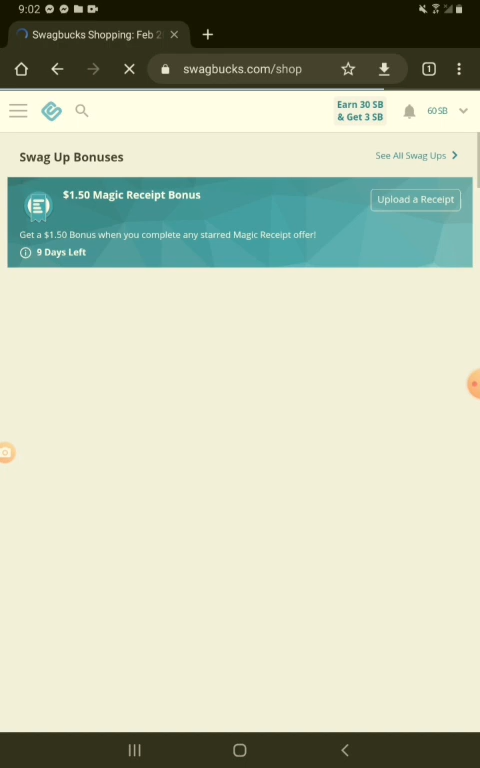 9:02
Swagbucks Shopping: Feb 2
swagbucks.com/shop
1
Earn 30 SB
& Get 3 SB
60 SB
Swag Up Bonuses
See All Swag Ups
$1.50 Magic Receipt Bonus
Upload a Receipt
Get a $1.50 Bonus when you complete any starred Magic Receipt offer!
9 Days Left